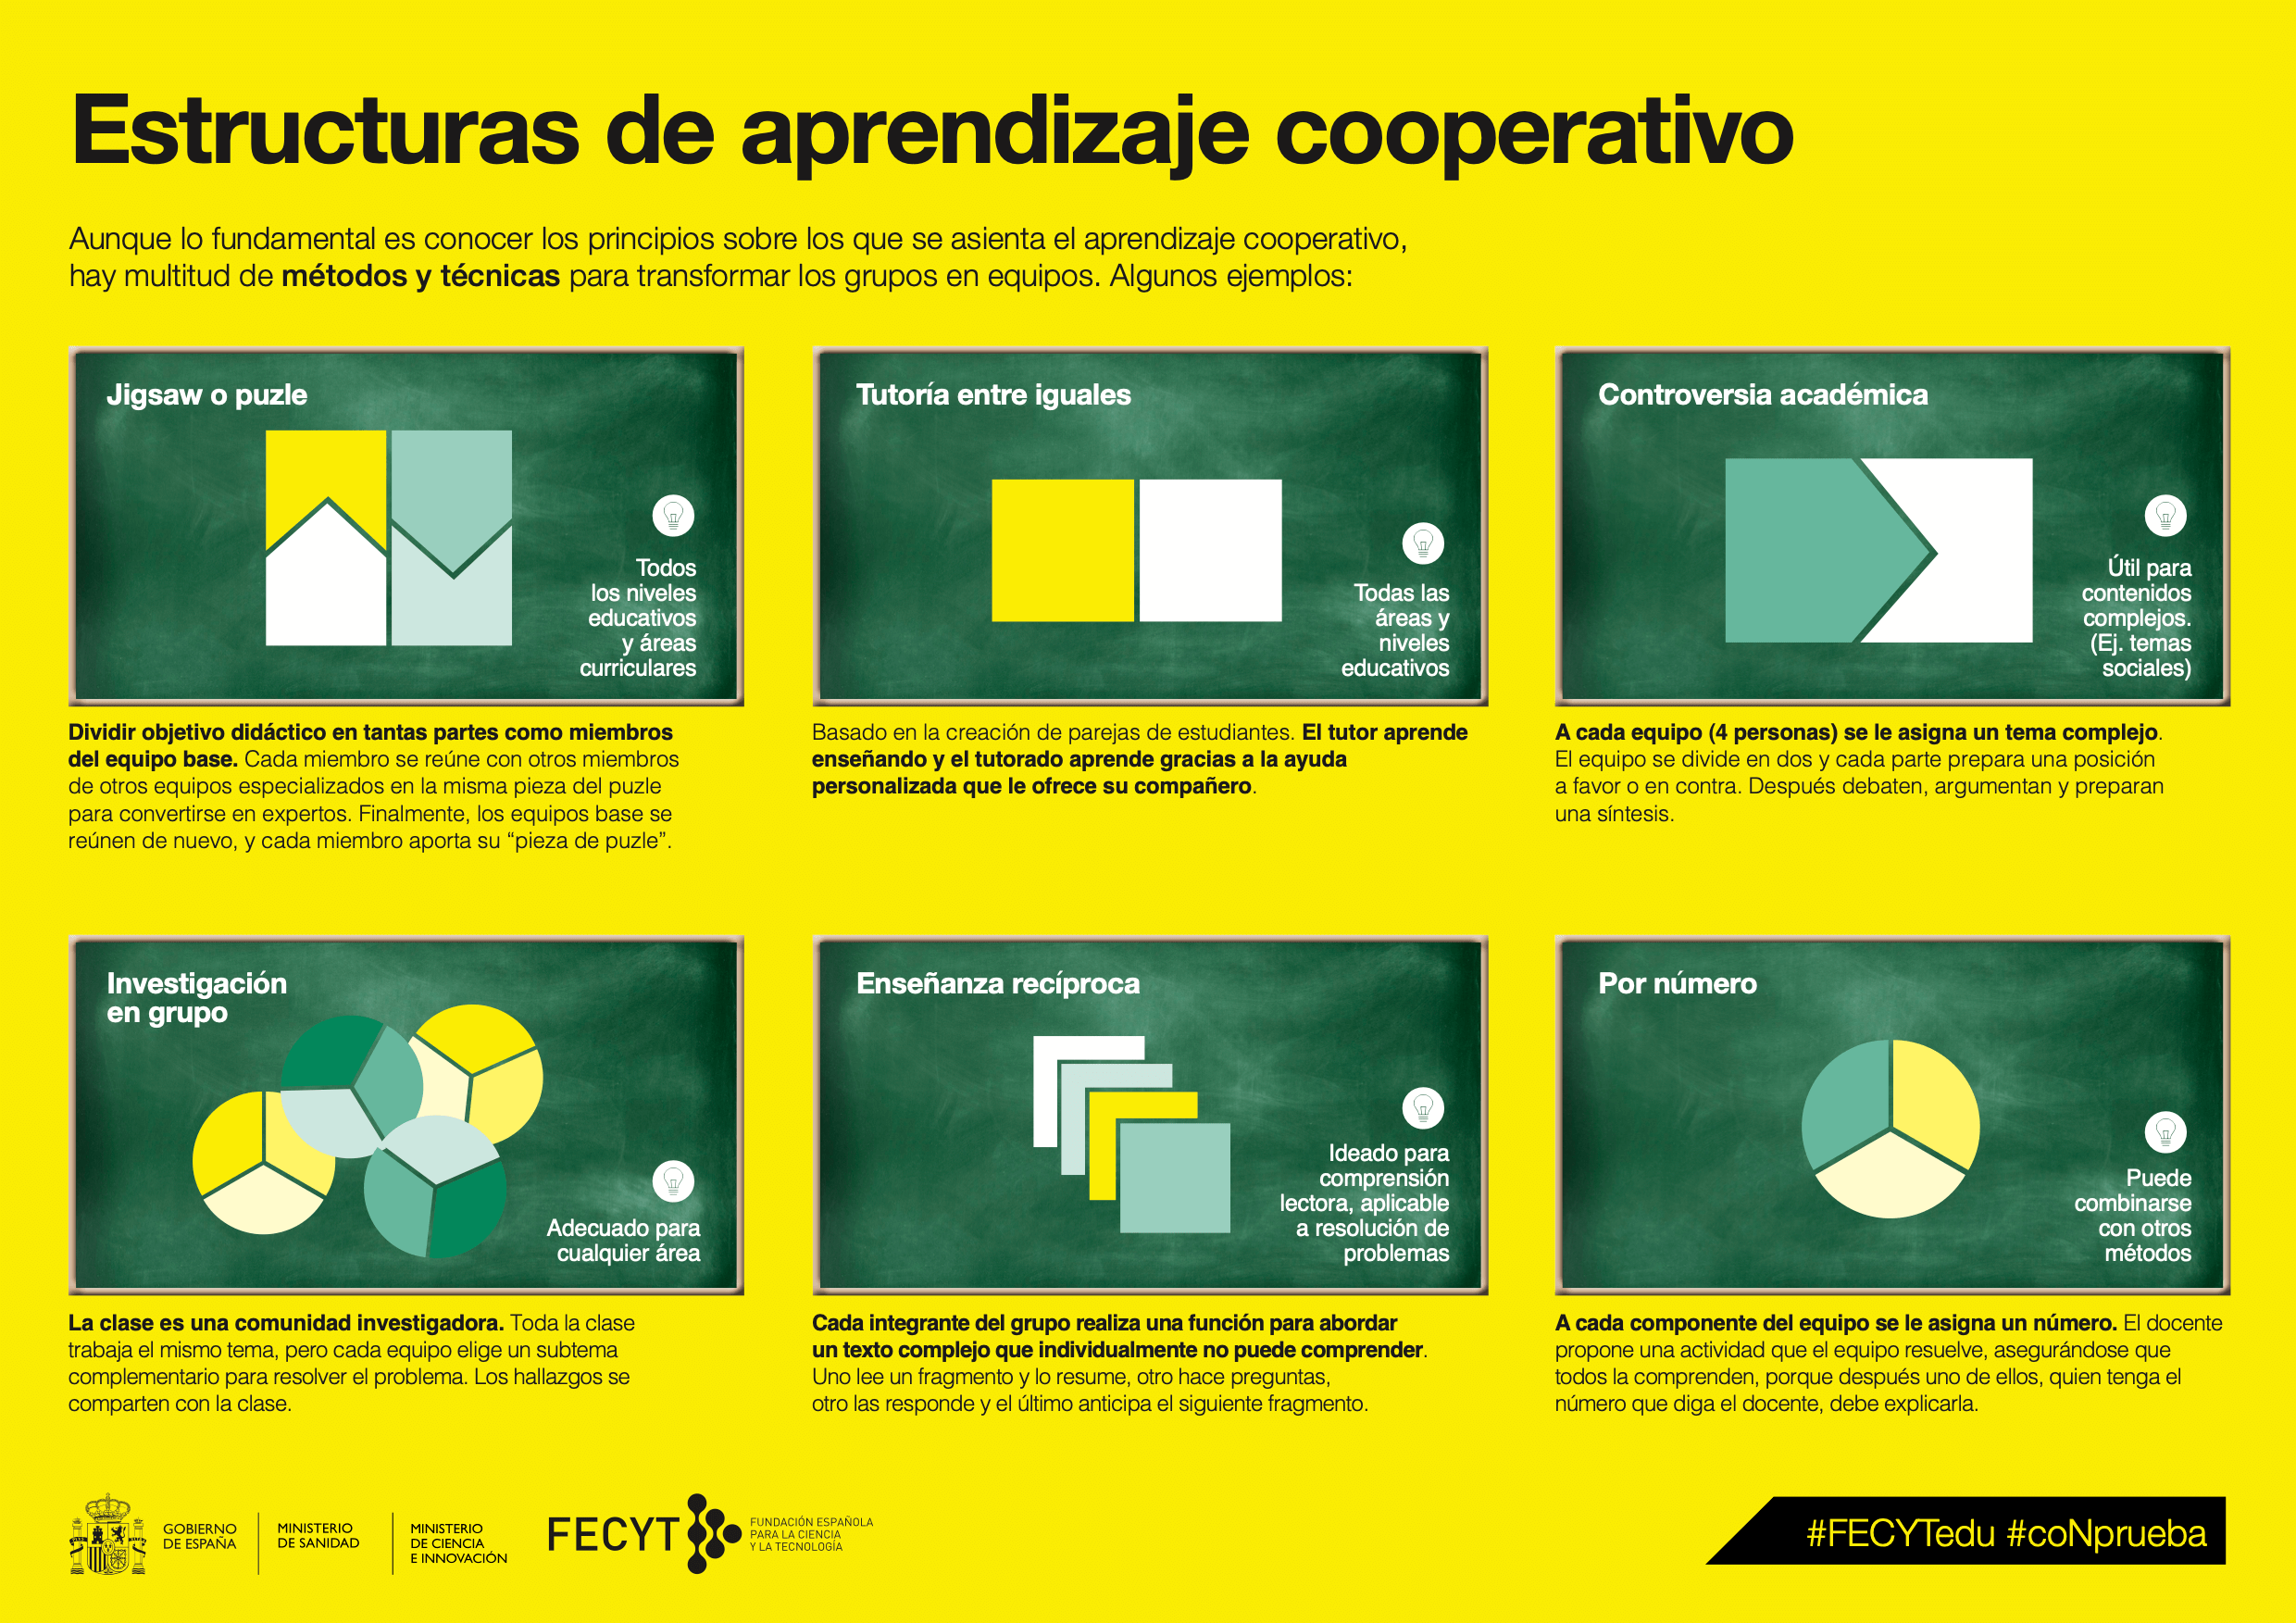 Estructuras de aprendizaje cooperativo
Aunque lo fundamental es conocer los principios sobre los que se asienta el aprendizaje cooperativo,
hay multitud de métodos y técnicas para transformar los grupos en equipos. Algunos ejemplos:
Jigsaw o puzle
Todos
los niveles
educativos
y áreas
curriculares
Dividir objetivo didáctico en tantas partes como miembros
del equipo base. Cada miembro se reúne con otros miembros
de otros equipos especializados en la misma pieza del puzle
para convertirse en expertos. Finalmente, los equipos base se
reúnen de nuevo, y cada miembro aporta su “pieza de puzle”.
Tutoría entre iguales
Todas las
áreas y
niveles
educativos
Basado en la creación de parejas de estudiantes. El tutor aprende
enseñando y el tutorado aprende gracias a la ayuda
personalizada que le ofrece su compañero.
Controversia académica
Útil para
contenidos
complejos.
(Ej. temas
sociales)
A cada equipo (4 personas) se le asigna un tema complejo.
El equipo se divide en dos y cada parte prepara una posición
a favor o en contra. Después debaten, argumentan y preparan
una síntesis.
Investigación
en grupo
Adecuado para
cualquier área
La clase es una comunidad investigadora. Toda la clase
trabaja el mismo tema, pero cada equipo elige un subtema
complementario para resolver el problema. Los hallazgos se
comparten con la clase.
Enseñanza recíproca
Ideado para
comprensión
lectora, aplicable
a resolución de
problemas
Cada integrante del grupo realiza una función para abordar
un texto complejo que individualmente no puede comprender.
Uno lee un fragmento y lo resume, otro hace preguntas,
otro las responde y el último anticipa el siguiente fragmento.
Por número
Puede
combinarse
con otros
métodos
A cada componente del equipo se le asigna un número. El docente
propone una actividad que el equipo resuelve, asegurándose que
todos la comprenden, porque después uno de ellos, quien tenga el
número que diga el docente, debe explicarla.
GOBIERNO
DE ESPAÑA
MINISTERIO
DE SANIDAD
MINISTERIO
DE CIENCIA
E INNOVACIÓN
FECYT
FUNDACIÓN ESPAÑOLA
PARA LA CIENCIA
Y LA TECNOLOGÍA
#FECYTedu #coNprueba